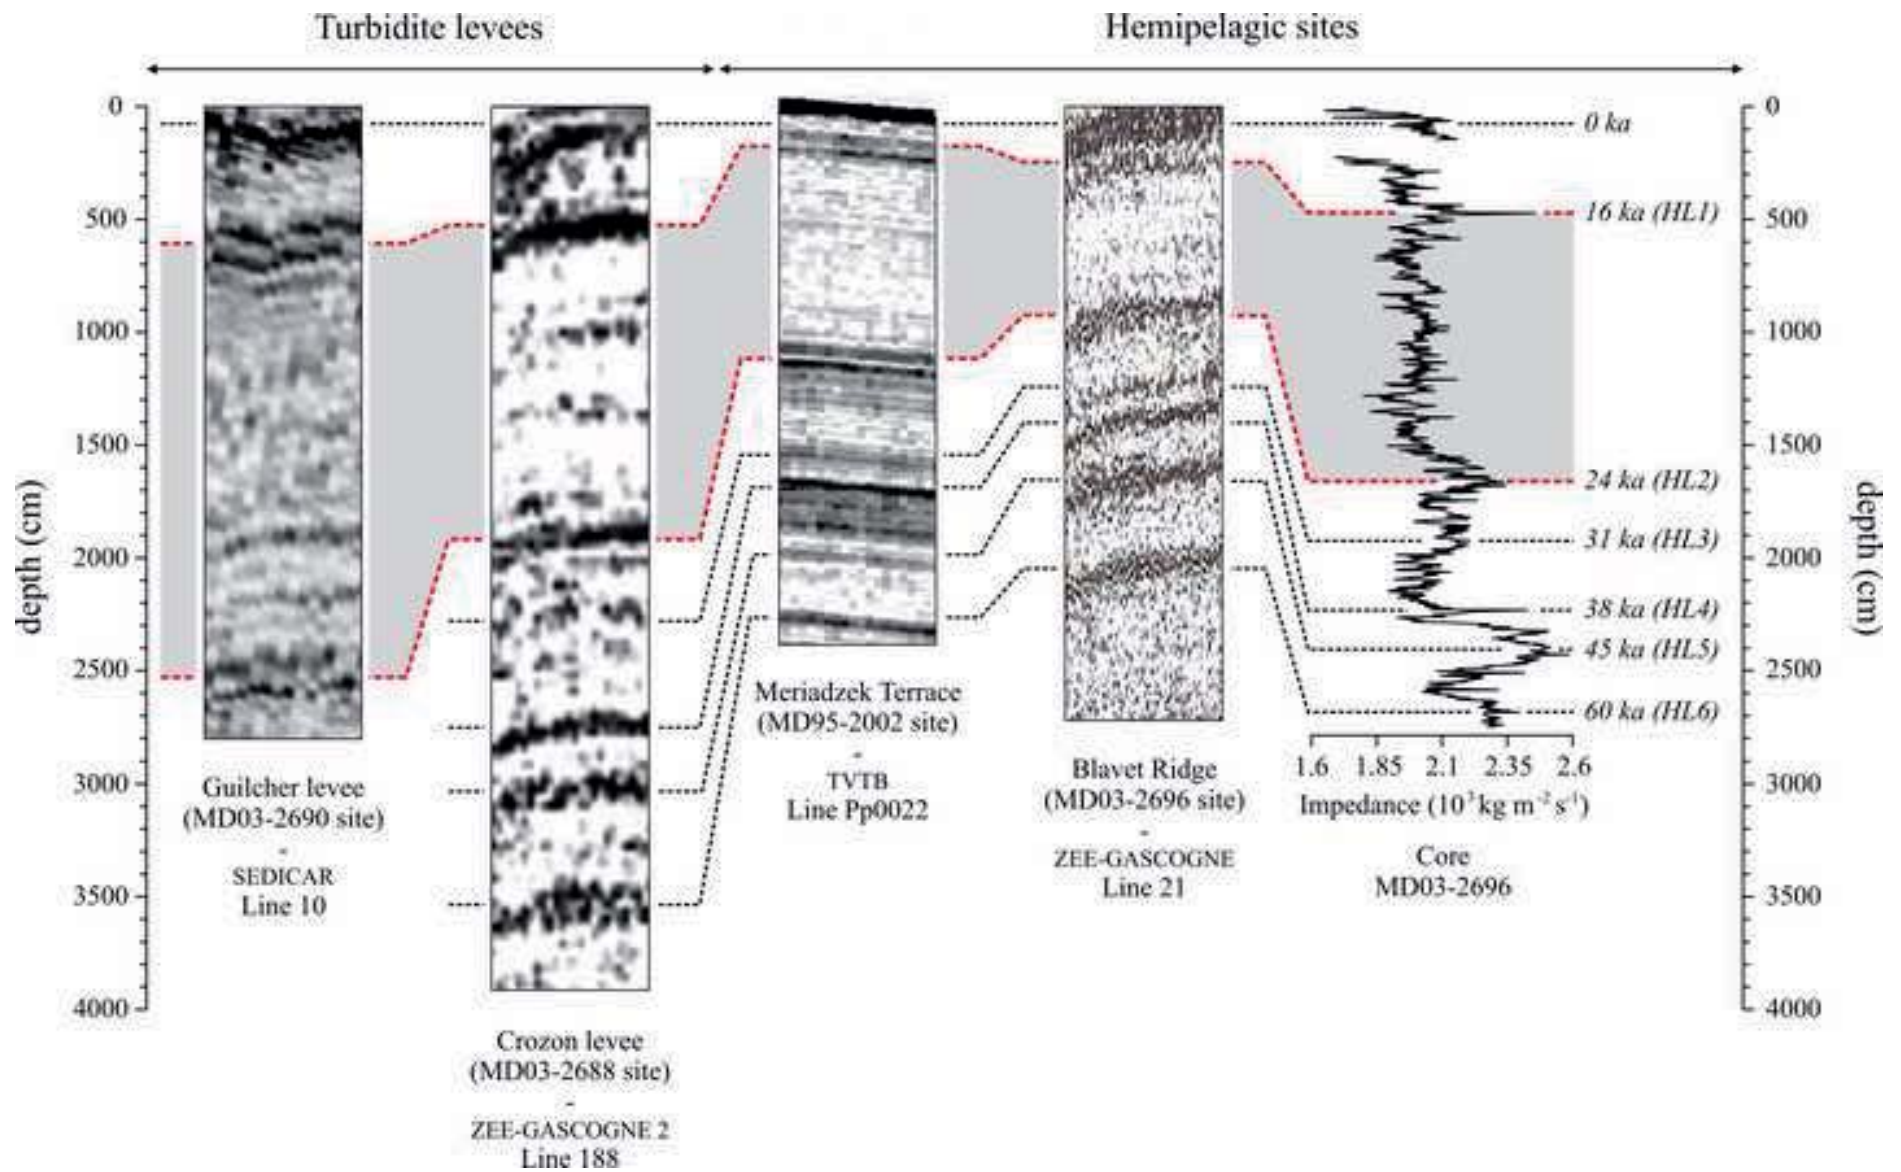 Turbidite levees
Hemipelagic sites
0
500
1000
1500
2000
2500
3000
3500
4000
depth (cm)
0
500
1000
1500
2000
2500
3000
3500
4000
depth (cm)
0 ka
16 ka (HL1)
24 ka (HL2)
31 ka (HL3)
38 ka (HL4)
45 ka (HL5)
60 ka (HL6)
Guilcher levee
(MD03-2690 site)
-
SEDICAR
Line 10
Crozon levee
(MD03-2688 site)
-
ZEE-GASCOGNE 2
Line 188
Meriadzek Terrace
(MD95-2002 site)
-
TVTB
Line Pp0022
Blavet Ridge
(MD03-2696 site)
-
ZEE-GASCOGNE
Line 21
1.6 1.85 2.1 2.35 2.6
Impedance (10³ kg m⁻² s⁻¹)
Core
MD03-2696